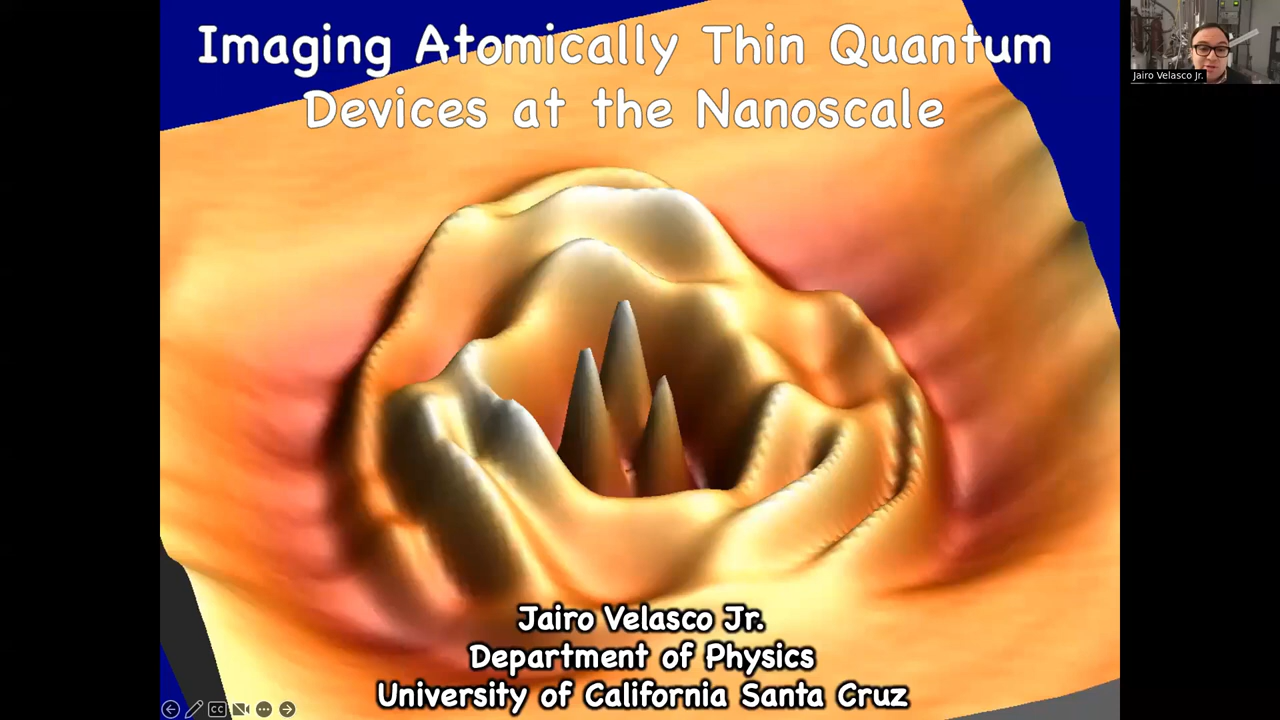 Imaging Atomically Thin Quantum
Devices at the Nanoscale
Jairo Velasco Jr.
Jairo Velasco Jr.
Department of Physics
University of California Santa Cruz
CC